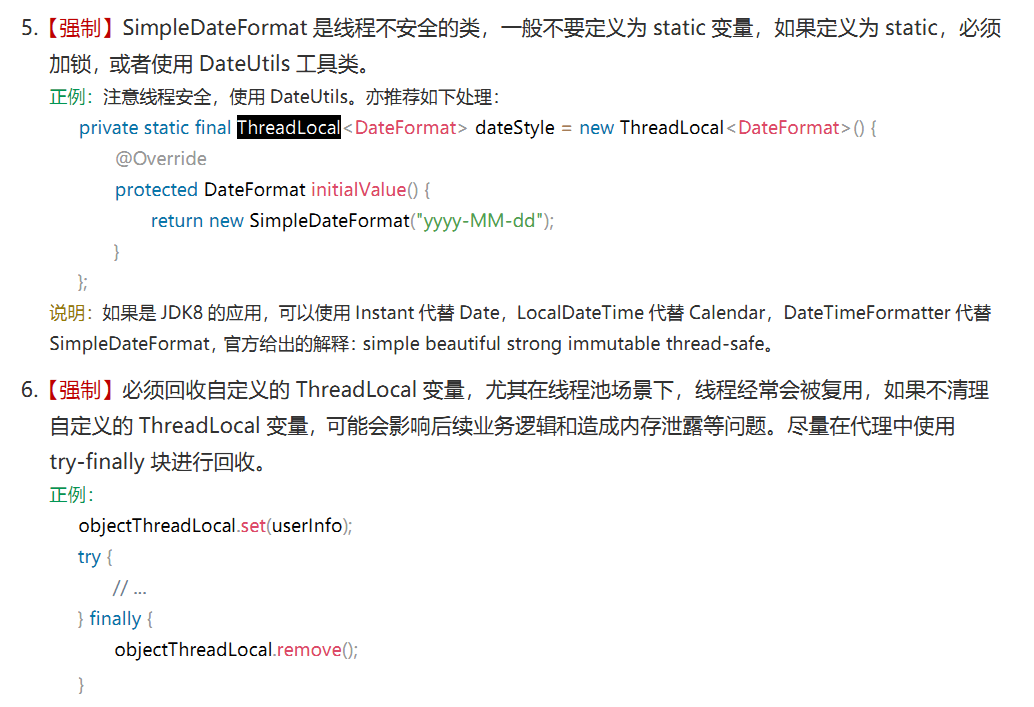 5.【强制】SimpleDateFormat 是线程不安全的类，一般不要定义为 static 变量，如果定义为 static，必须
加锁，或者使用 DateUtils 工具类。
正例：注意线程安全，使用 DateUtils。亦推荐如下处理：
private static final ThreadLocal<DateFormat> dateStyle = new ThreadLocal<DateFormat>() {
@Override
protected DateFormat initialValue() {
return new SimpleDateFormat("yyyy-MM-dd");
}
};
说明：如果是 JDK8 的应用，可以使用 Instant 代替 Date，LocalDateTime 代替 Calendar，DateTimeFormatter 代替
SimpleDateFormat，官方给出的解释：simple beautiful strong immutable thread-safe。
6.【强制】必须回收自定义的 ThreadLocal 变量，尤其在线程池场景下，线程经常会被复用，如果不清理
自定义的 ThreadLocal 变量，可能会影响后续业务逻辑和造成内存泄露等问题。尽量在代理中使用
try-finally 块进行回收。
正例：
objectThreadLocal.set(userInfo);
try {
// ...
} finally {
objectThreadLocal.remove();
}